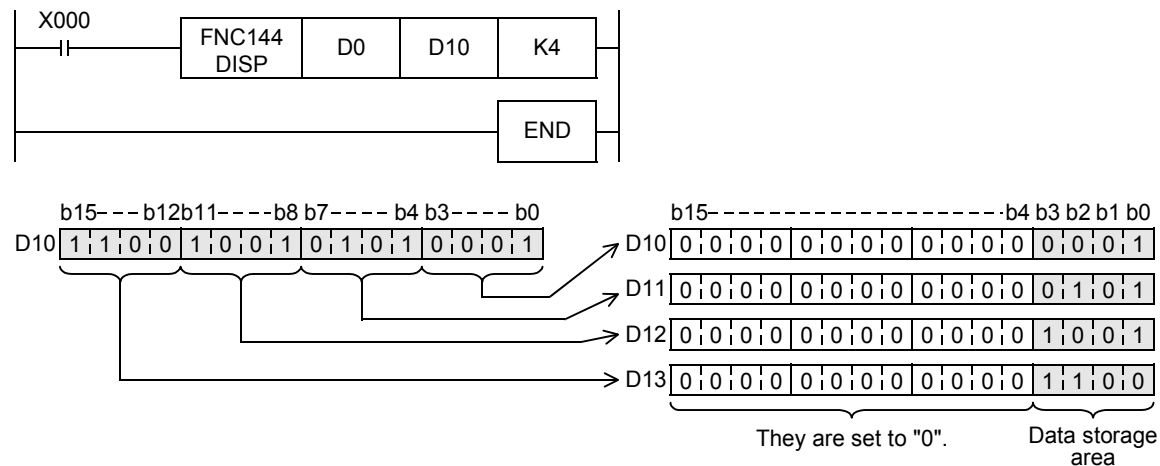 X000
FNC144 DISP D0 D10 K4
END
b15 b12 b11 b8 b7 b4 b3 b0
D10 1 1 0 0 1 0 0 1 0 1 0 1 0 0 0 1
b15 b4 b3 b2 b1 b0
D10 0 0 0 0 0 0 0 0 0 0 0 0 0 0 0 1
D11 0 0 0 0 0 0 0 0 0 0 0 0 0 1 0 1
D12 0 0 0 0 0 0 0 0 0 0 0 0 1 0 0 1
D13 0 0 0 0 0 0 0 0 0 0 0 0 1 1 0 0
They are set to "0".
Data storage
area